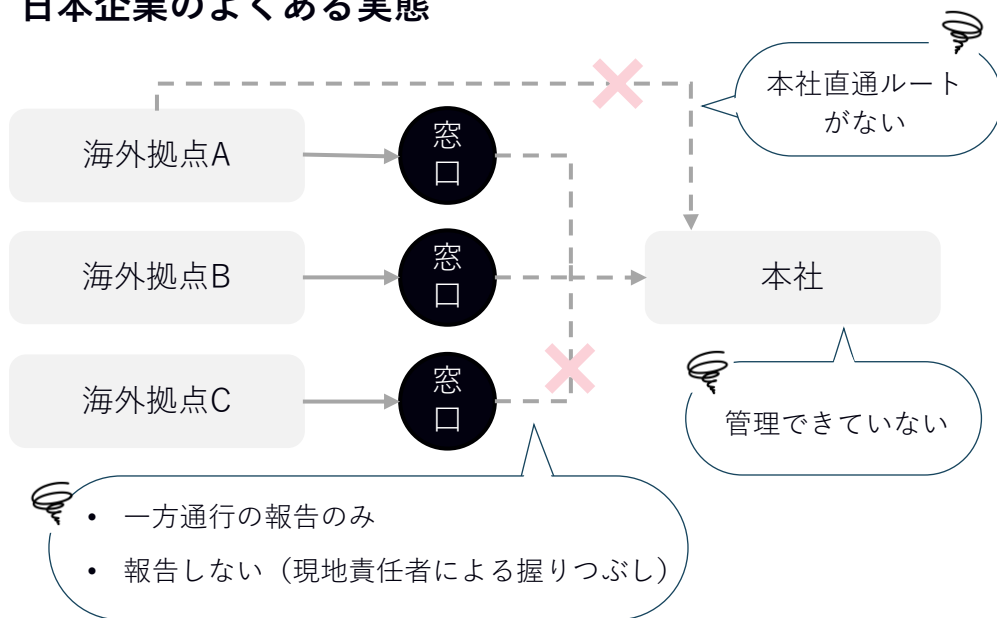 日本企業のよくある実態
本社直通ルート
がない
海外拠点A
窓
口
海外拠点B
窓
口
本社
海外拠点C
窓
口
管理できていない
• 一方通行の報告のみ
• 報告しない（現地責任者による握りつぶし）